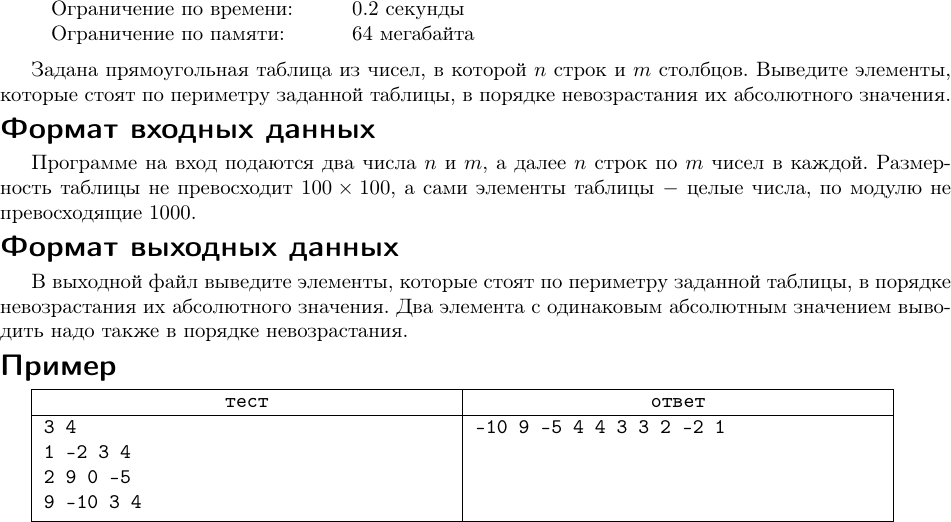 Ограничение по времени: 0.2 секунды
Ограничение по памяти: 64 мегабайта
Задана прямоугольная таблица из чисел, в которой n строк и m столбцов. Выведите элементы,
которые стоят по периметру заданной таблицы, в порядке невозрастания их абсолютного значения.
Формат входных данных
Программе на вход подаются два числа n и m, а далее n строк по m чисел в каждой. Размер-
ность таблицы не превосходит 100 × 100, а сами элементы таблицы − целые числа, по модулю не
превосходящие 1000.
Формат выходных данных
В выходной файл выведите элементы, которые стоят по периметру заданной таблицы, в порядке
невозрастания их абсолютного значения. Два элемента с одинаковым абсолютным значением выво-
дить надо также в порядке невозрастания.
Пример
тест ответ
3 4 -10 9 -5 4 4 3 3 2 -2 1
1 -2 3 4
2 9 0 -5
9 -10 3 4